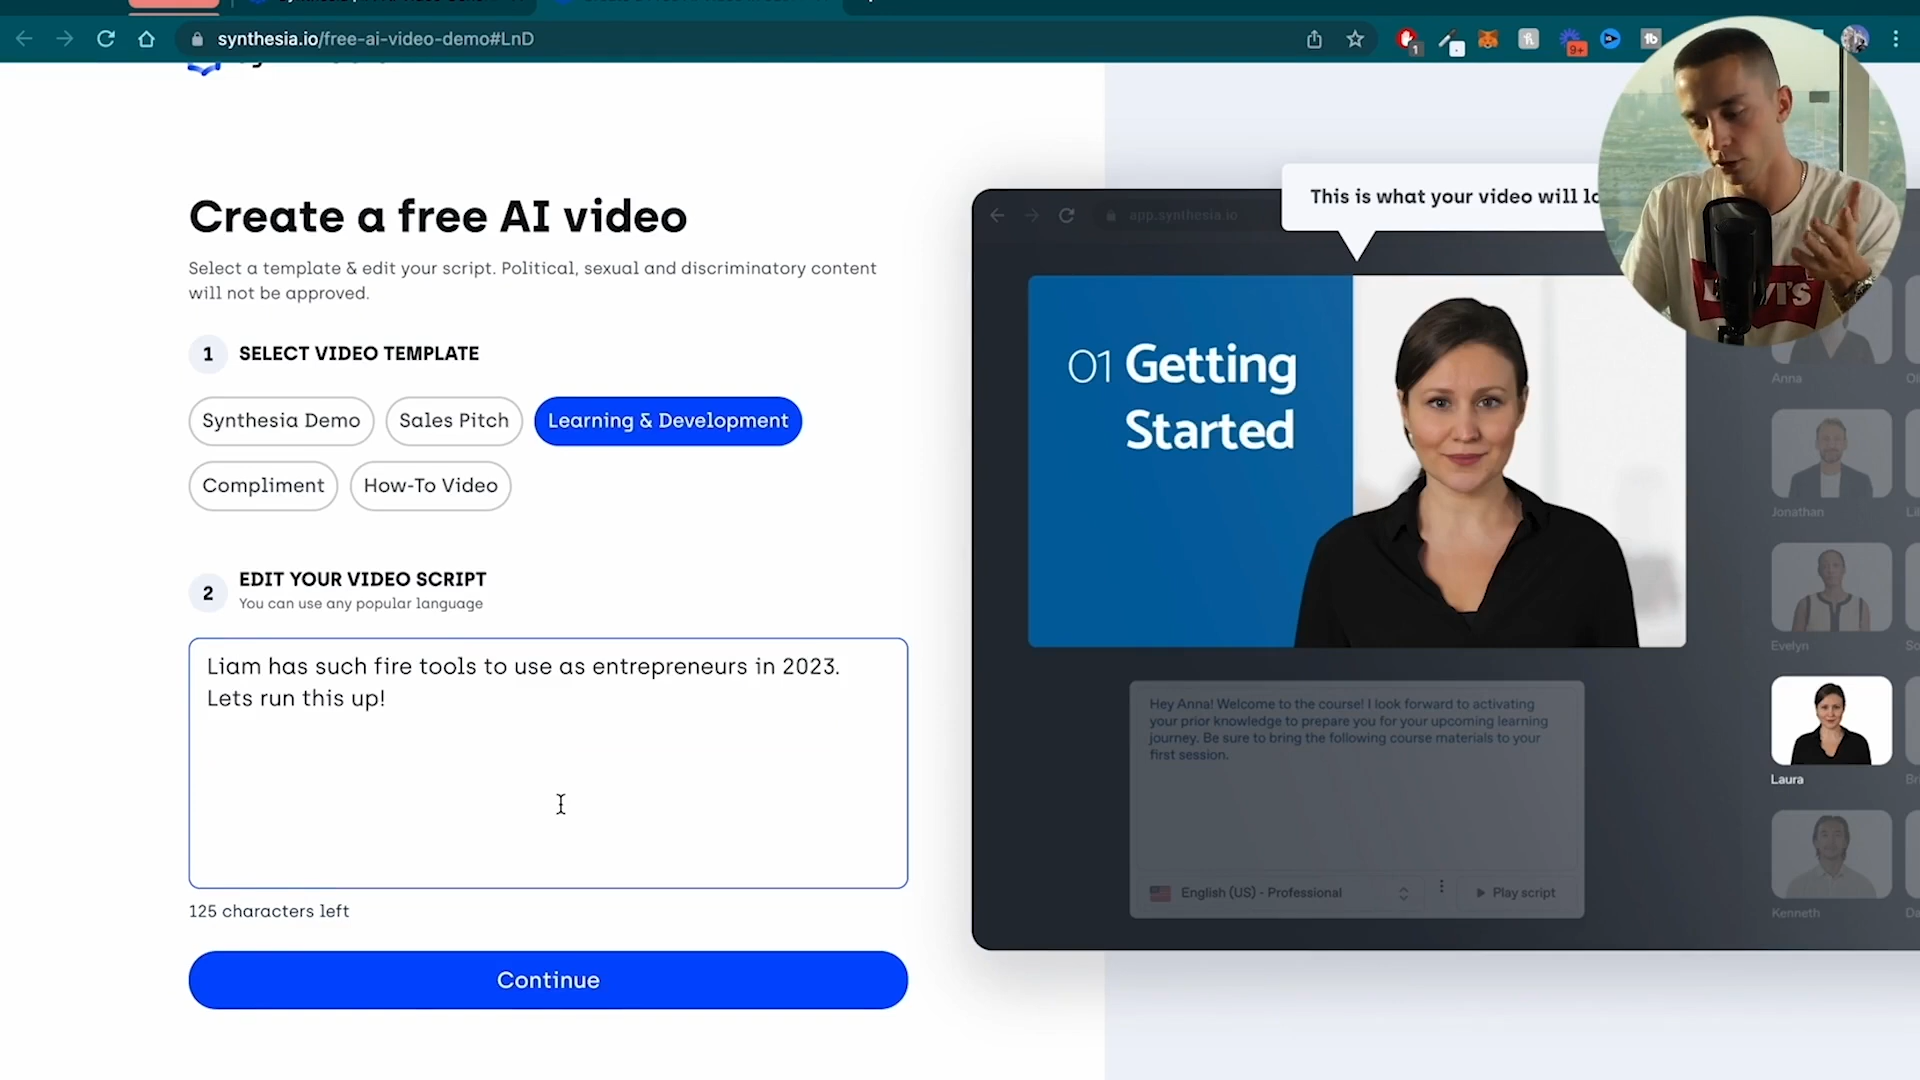 synthesia.io/free-ai-video-demo#LnD
1
9+
tb
Create a free AI video
Select a template & edit your script. Political, sexual and discriminatory content
will not be approved.
1 SELECT VIDEO TEMPLATE
Synthesia Demo
Sales Pitch
Learning & Development
Compliment
How-To Video
2 EDIT YOUR VIDEO SCRIPT
You can use any popular language
Liam has such fire tools to use as entrepreneurs in 2023.
Lets run this up!
125 characters left
Continue
This is what your video will
app.synthesia.io
01 Getting
Started
Hey Anna! Welcome to the course! I look forward to activating
your prior knowledge to prepare you for your upcoming learning
journey. Be sure to bring the following course materials to your
first session.
English (US) - Professional
Play script
Anna
Jonathan
Evelyn
Laura
Kenneth